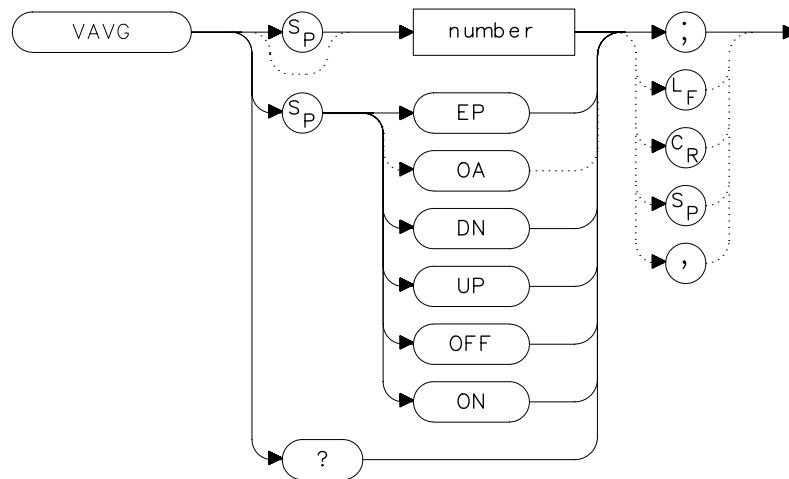 VAVG
SP
number
;
SP
EP
LF
OA
CR
DN
SP
UP
,
OFF
ON
?